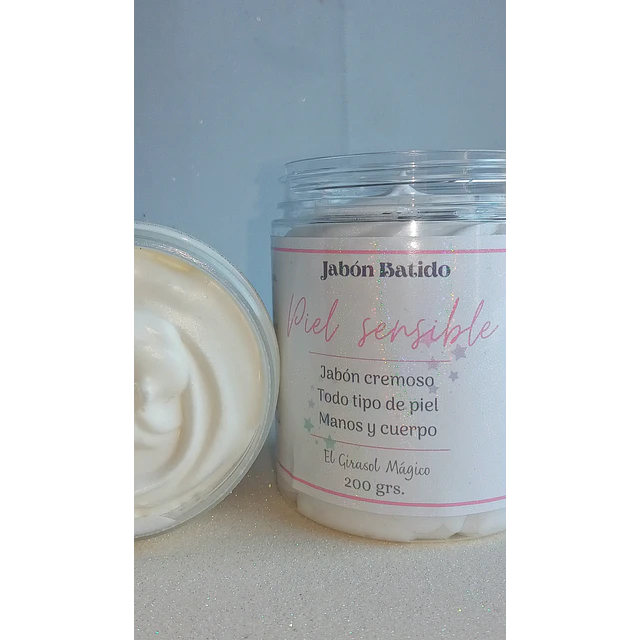 Jabón Batido
Piel sensible
Jabón cremoso
Todo tipo de piel
Manos y cuerpo
El Girasol Mágico
200 grs.